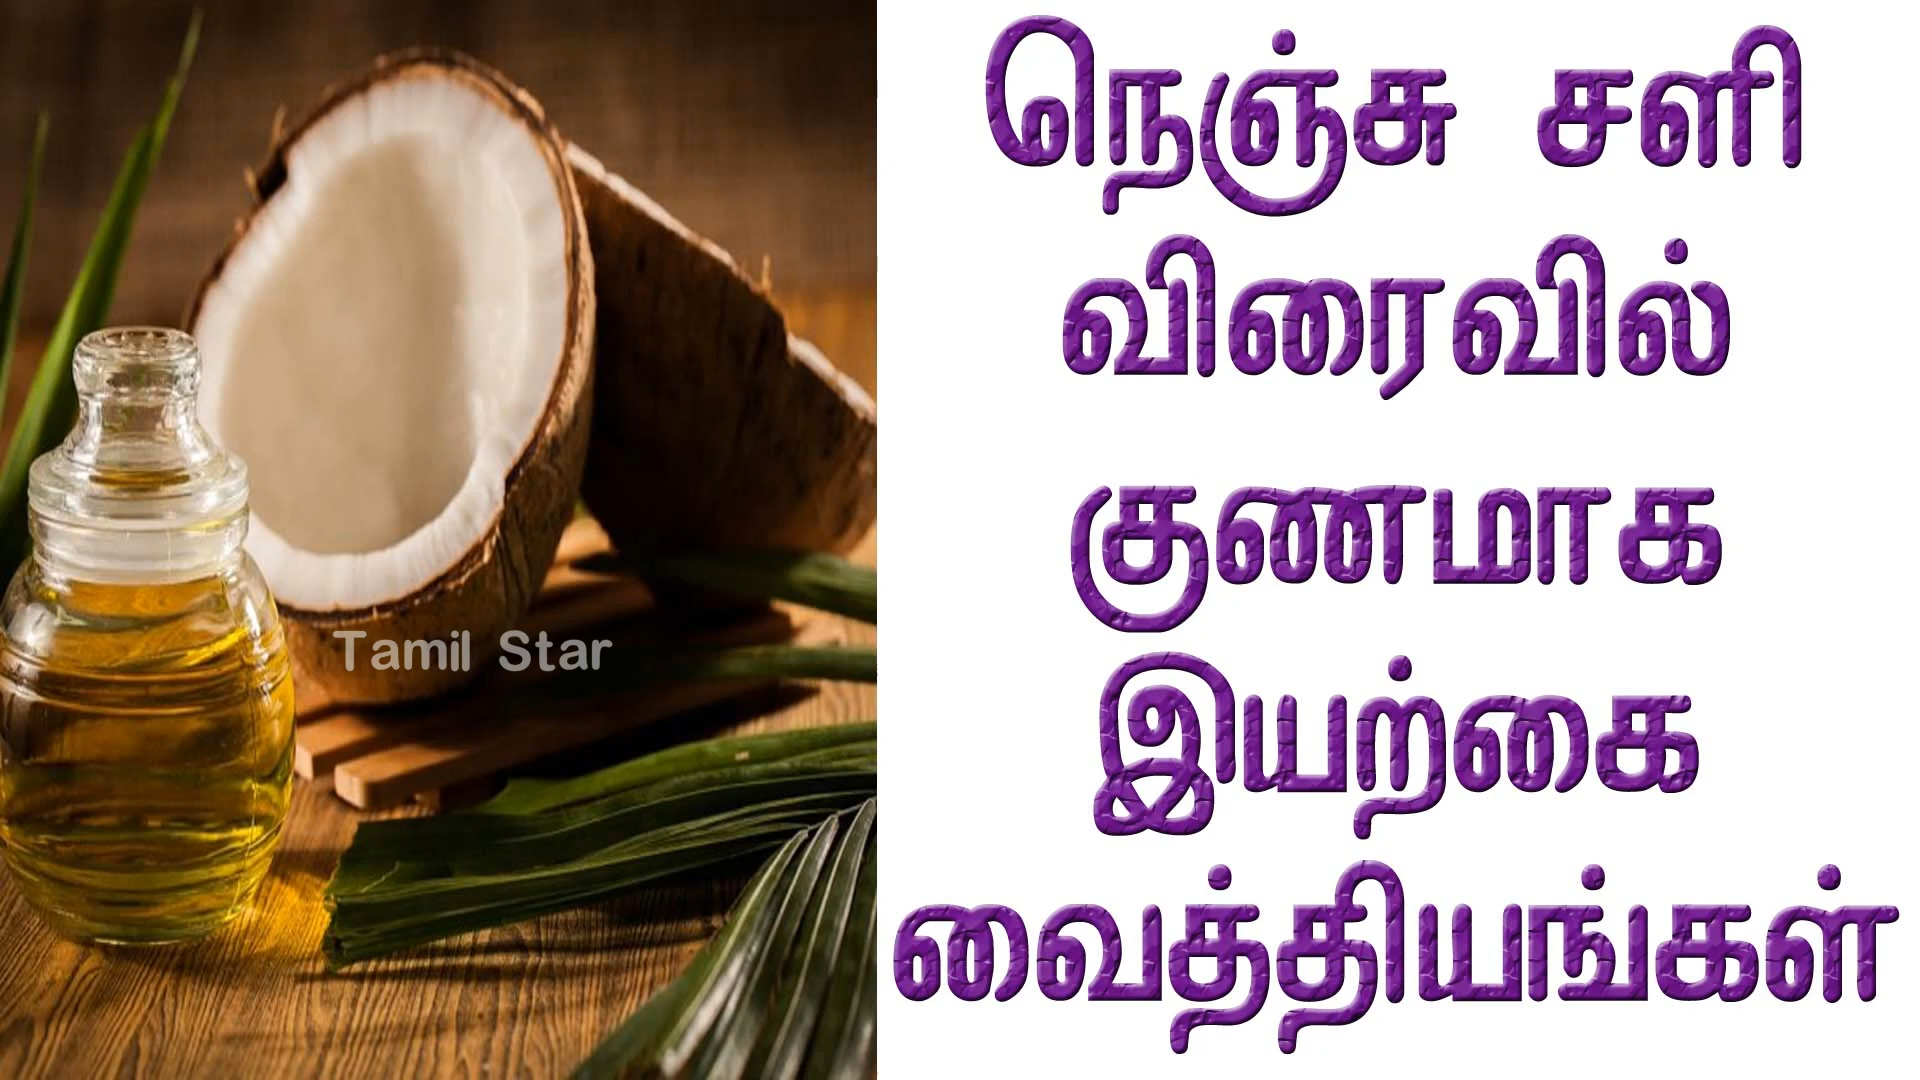 Tamil Star
நெஞ்சு சளி
விரைவில்
குணமாக
இயற்கை
வைத்தியங்கள்